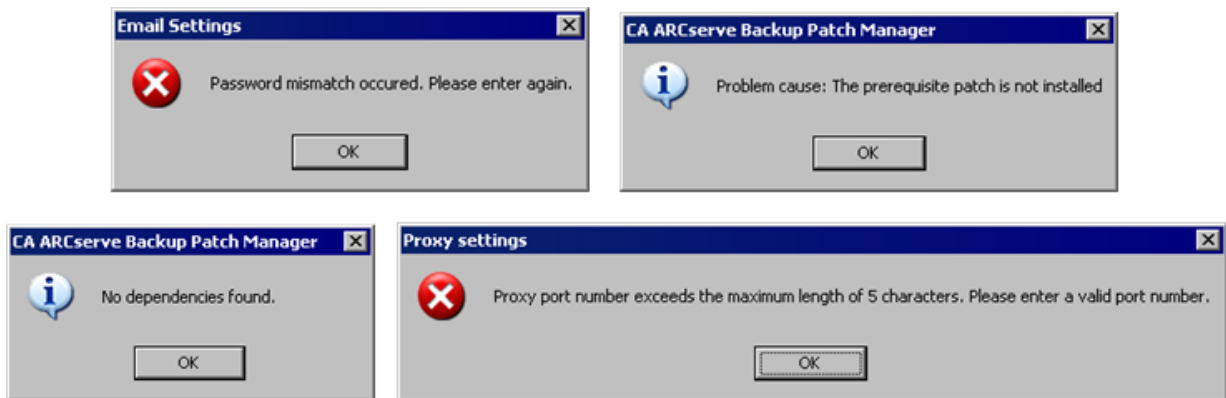 Email Settings
Password mismatch occured. Please enter again.
OK
CA ARCserve Backup Patch Manager
Problem cause: The prerequisite patch is not installed
OK
CA ARCserve Backup Patch Manager
No dependencies found.
OK
Proxy settings
Proxy port number exceeds the maximum length of 5 characters. Please enter a valid port number.
OK